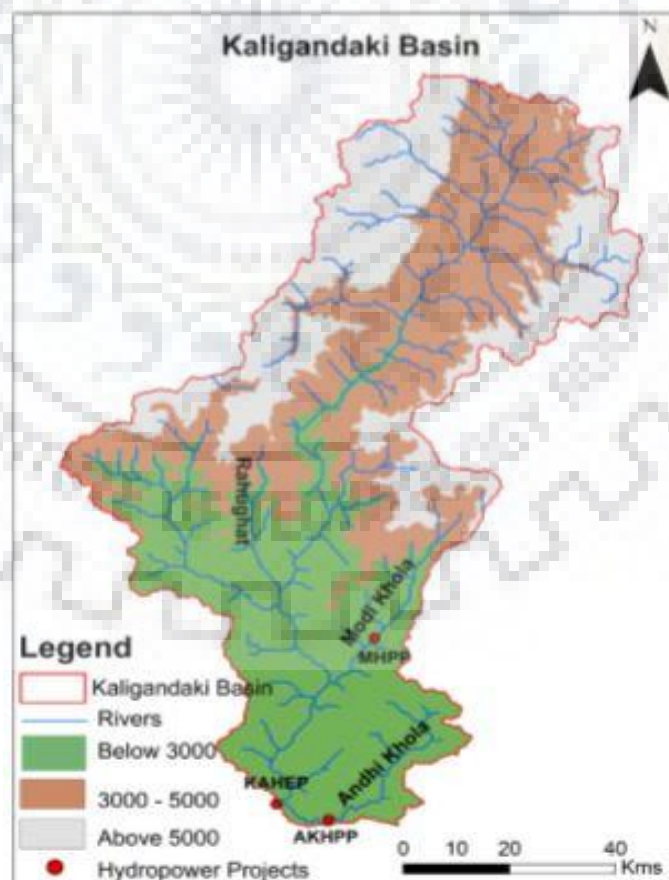 Kaligandaki Basin
N
Rahughat
Modi Khola
MHPP
Andhi Khola
KAHEP
AKHPP
Legend
Kaligandaki Basin
Rivers
Below 3000
3000 - 5000
Above 5000
Hydropower Projects
0 10 20 40
Kms